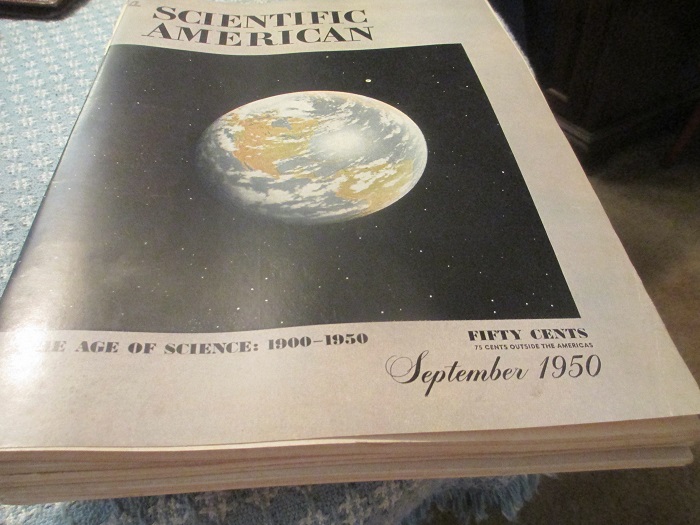 SCIENTIFIC
AMERICAN
AGE OF SCIENCE: 1900–1950
FIFTY CENTS
75 CENTS OUTSIDE THE AMERICAS
September 1950